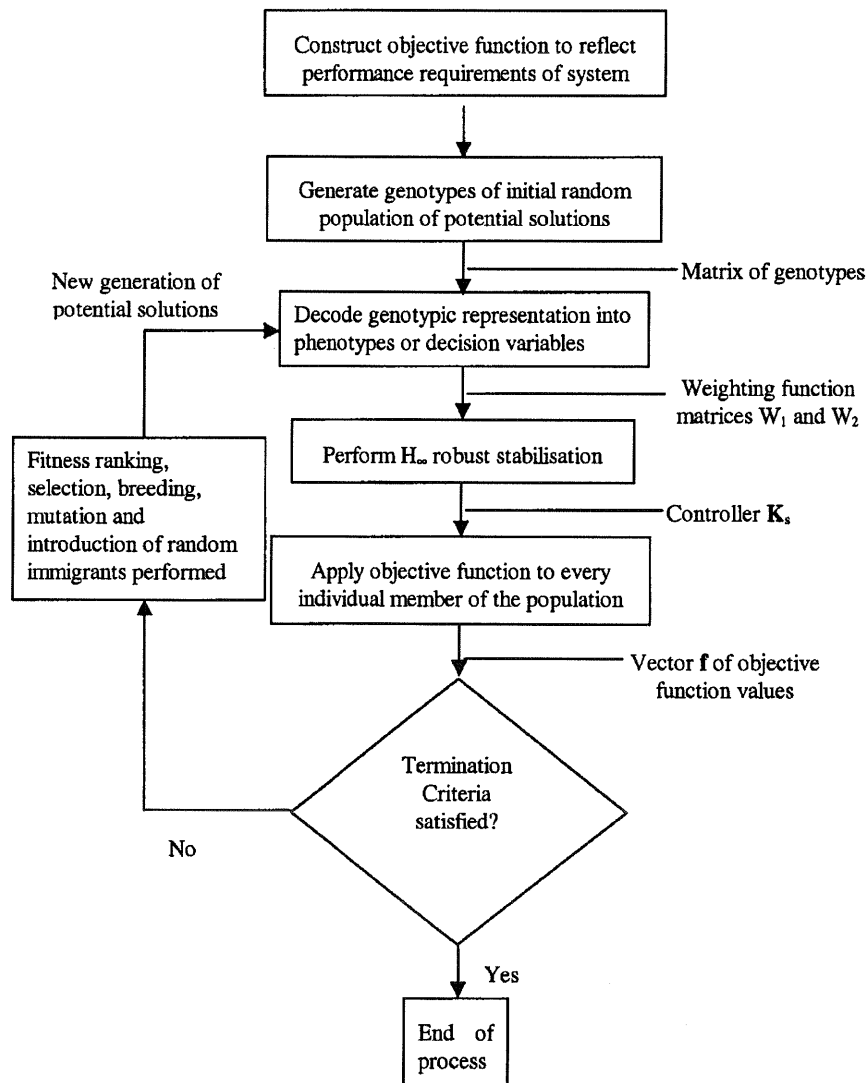 Construct objective function to reflect
performance requirements of system
Generate genotypes of initial random
population of potential solutions
Matrix of genotypes
New generation of
potential solutions
Decode genotypic representation into
phenotypes or decision variables
Weighting function
matrices W₁ and W₂
Perform H∞ robust stabilisation
Fitness ranking,
selection, breeding,
mutation and
introduction of random
immigrants performed
Controller Kₛ
Apply objective function to every
individual member of the population
Vector f of objective
function values
Termination
Criteria
satisfied?
No
Yes
End of
process